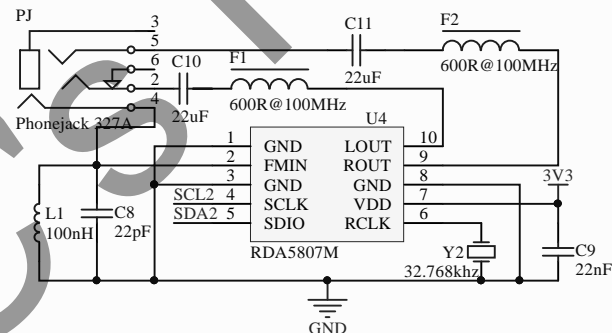 PJ
3
5
6
2
4
Phonejack 327A
C10
22uF
F1
600R@100MHz
C11
22uF
F2
600R@100MHz
U4
1 GND LOUT 10
2 FMIN ROUT 9
3 GND GND 8
SCL2 4 SCLK VDD 7
SDA2 5 SDIO RCLK 6
RDA5807M
3V3
L1
100nH
C8
22pF
Y2
32.768khz
C9
22nF
GND